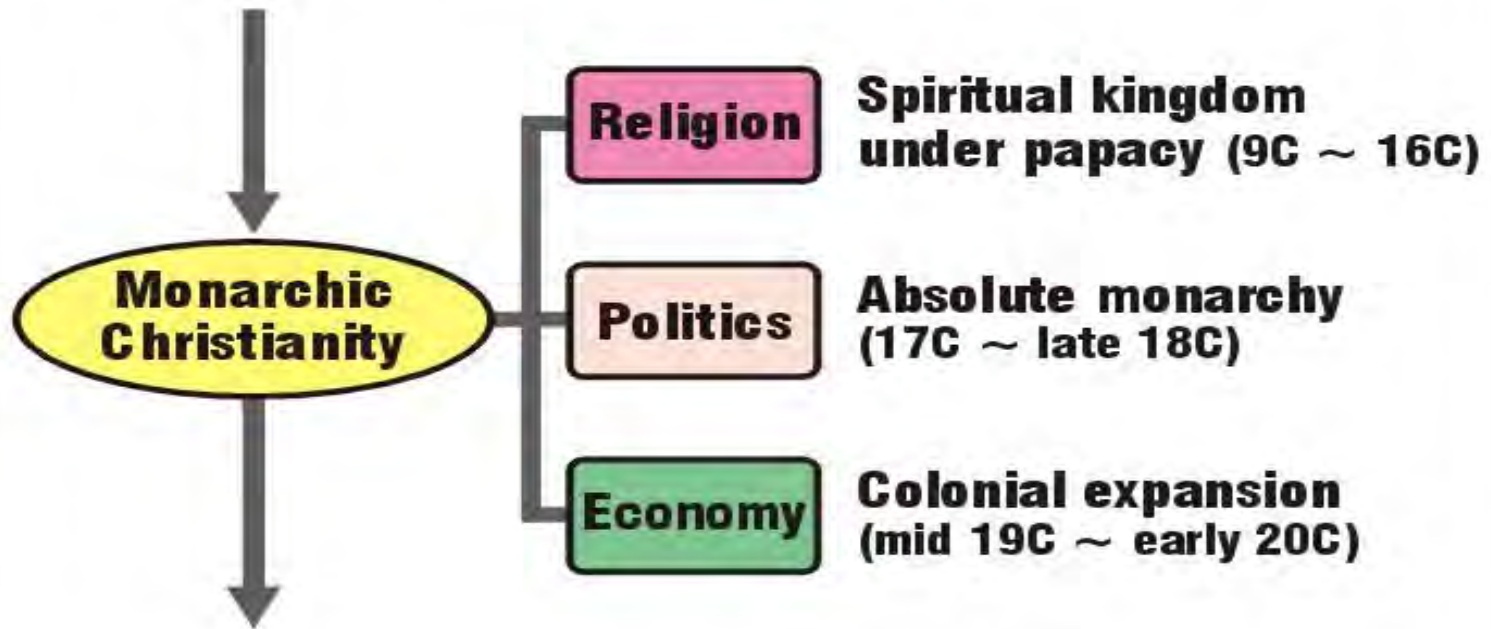 Monarchic
Christianity
Religion
Spiritual kingdom
under papacy (9C ~ 16C)
Politics
Absolute monarchy
(17C ~ late 18C)
Economy
Colonial expansion
(mid 19C ~ early 20C)